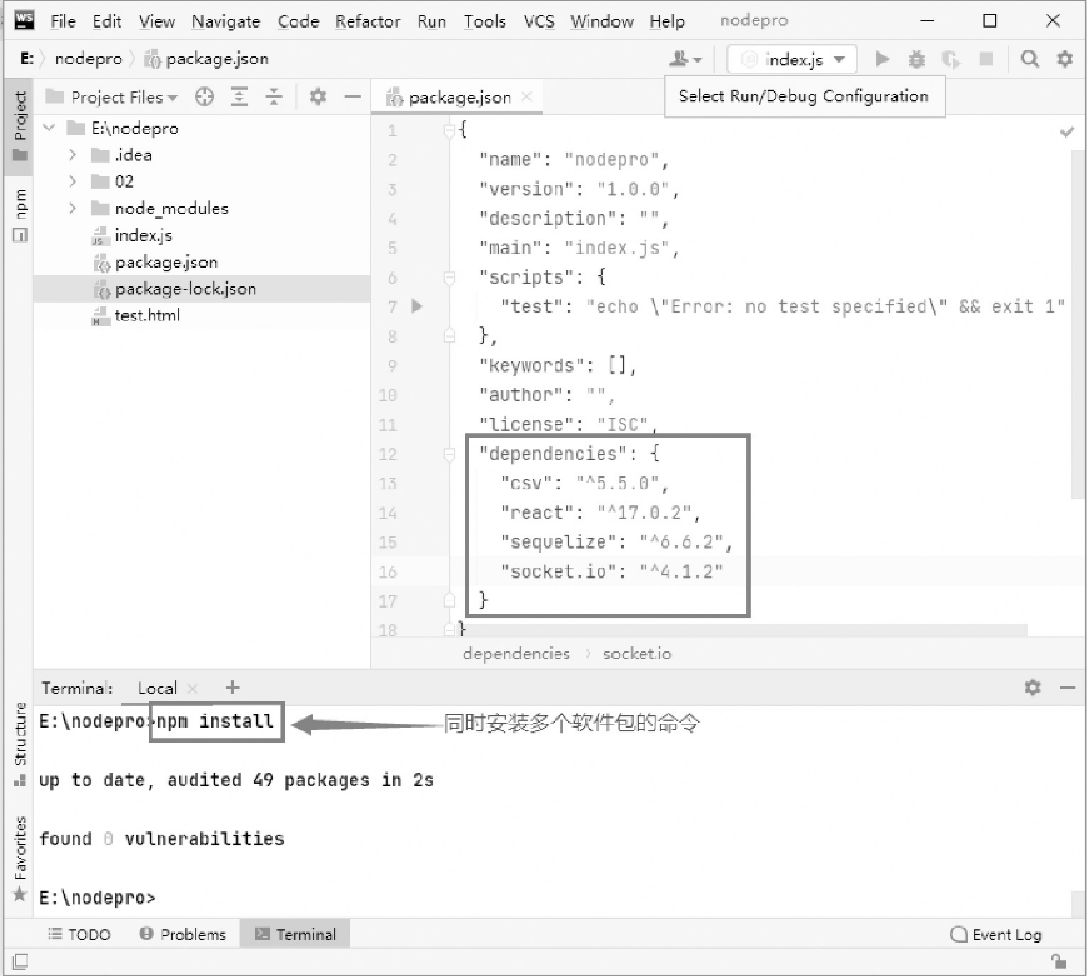 WS File Edit View Navigate Code Refactor Run Tools VCS Window Help nodepro
E: nodepro package.json index.js
Project Files package.json
Select Run/Debug Configuration
Project
npm
E:\nodepro
.idea
02
node_modules
index.js
package.json
package-lock.json
test.html
1 {
2 "name": "nodepro",
3 "version": "1.0.0",
4 "description": "",
5 "main": "index.js",
6 "scripts": {
7 "test": "echo \"Error: no test specified\" && exit 1"
8 },
9 "keywords": [],
10 "author": "",
11 "license": "ISC",
12 "dependencies": {
13 "csv": "^5.5.0",
14 "react": "^17.0.2",
15 "sequelize": "^6.6.2",
16 "socket.io": "^4.1.2"
17 }
18 }
dependencies socket.io
Terminal: Local
E:\nodepro>npm install 同时安装多个软件包的命令
up to date, audited 49 packages in 2s
found 0 vulnerabilities
E:\nodepro>
Structure
Favorites
TODO Problems Terminal Event Log